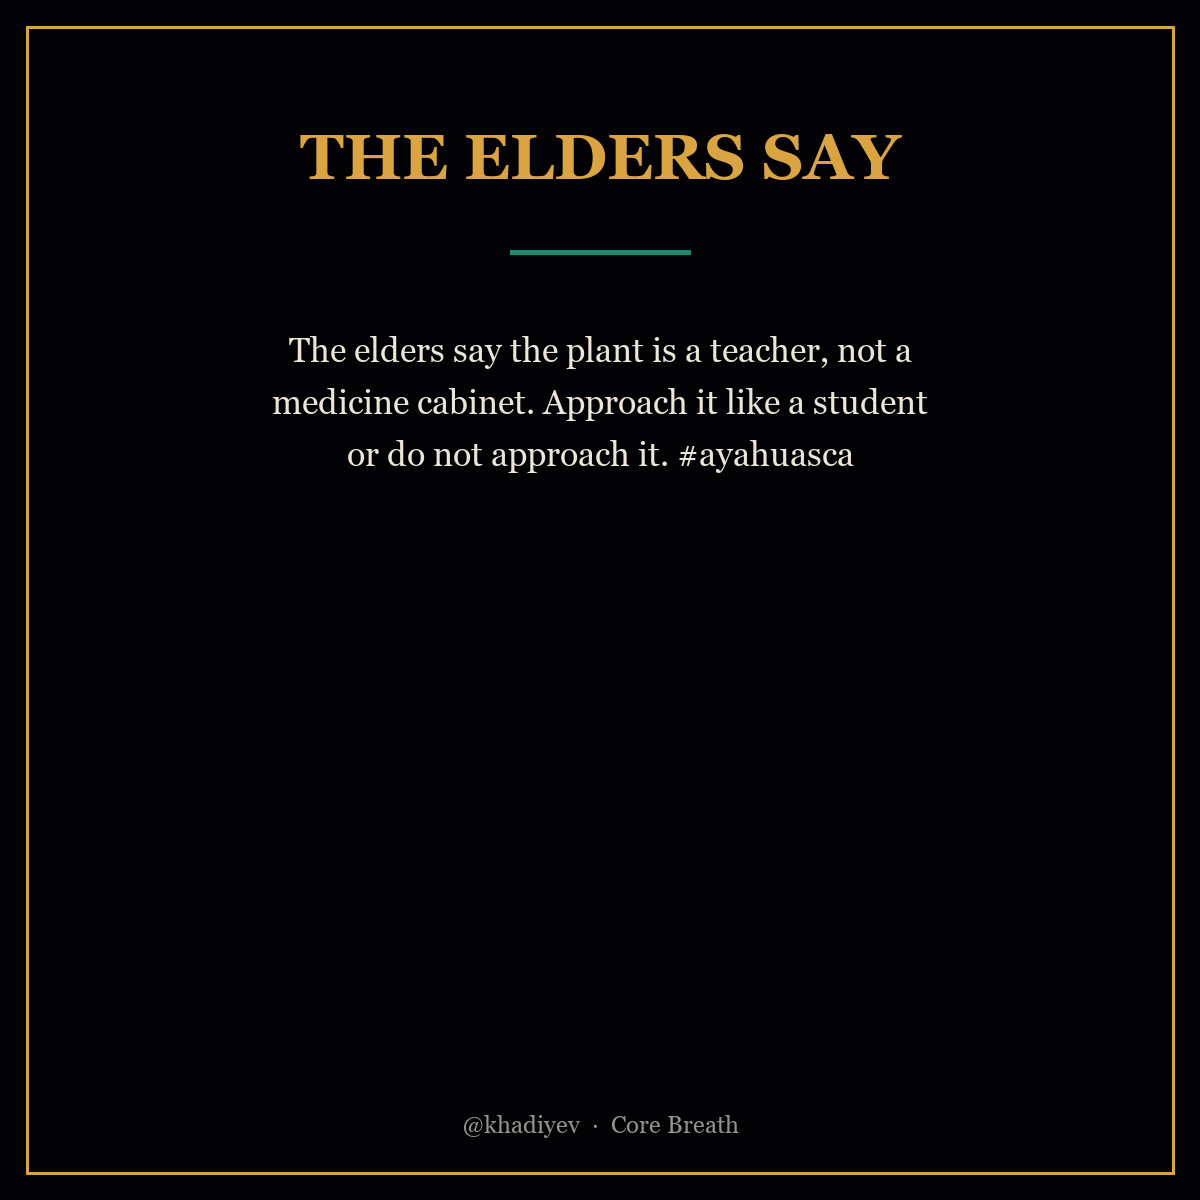 THE ELDERS SAY
The elders say the plant is a teacher, not a
medicine cabinet. Approach it like a student
or do not approach it. #ayahuasca
@khadiyev · Core Breath